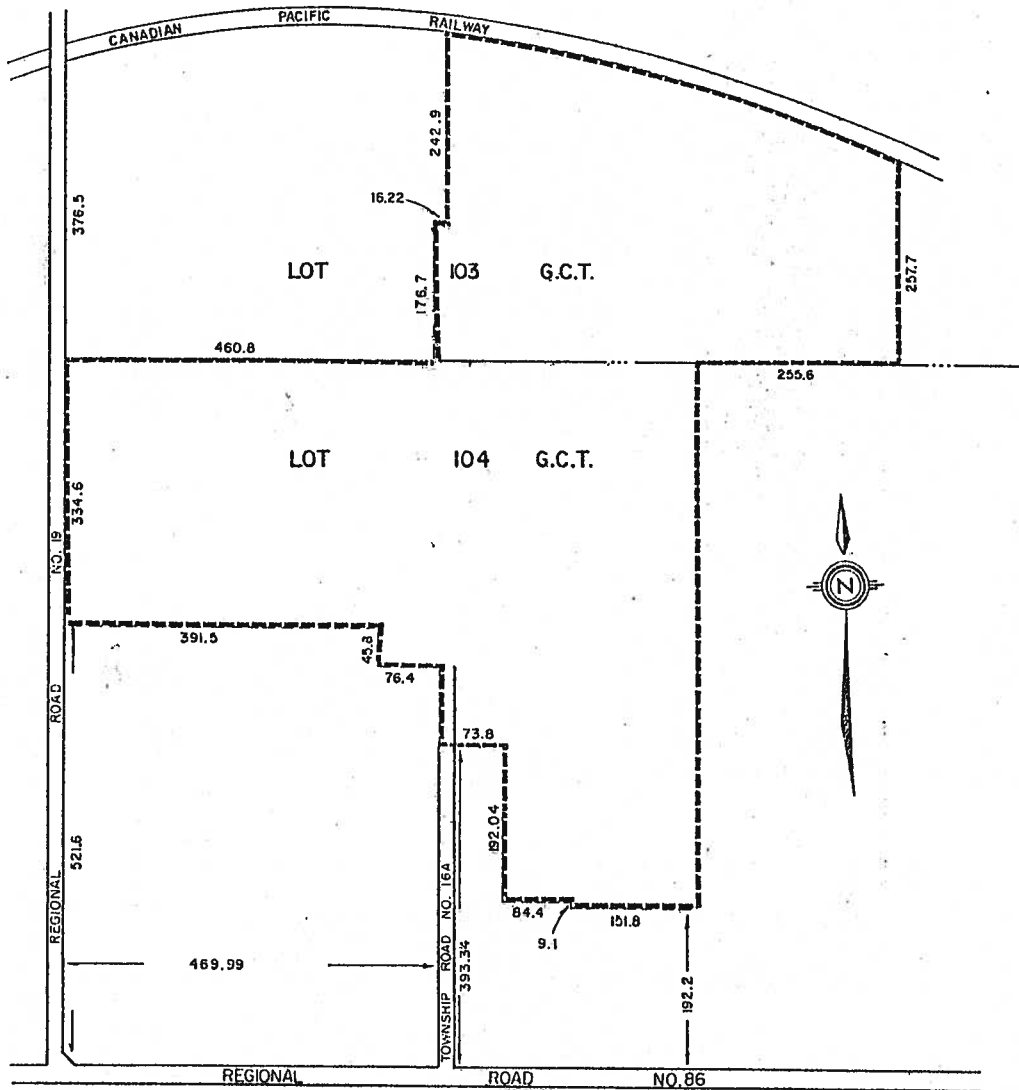 CANADIAN PACIFIC RAILWAY
242.9
376.5
16.22
LOT 103 G.C.T.
176.7
257.7
460.8
255.6
LOT 104 G.C.T.
334.6
REGIONAL ROAD NO. 19
N
391.5
45.8
76.4
73.8
192.04
521.6
TOWNSHIP ROAD NO. 16A
84.4
9.1
151.8
469.99
393.34
192.2
REGIONAL ROAD NO. 86